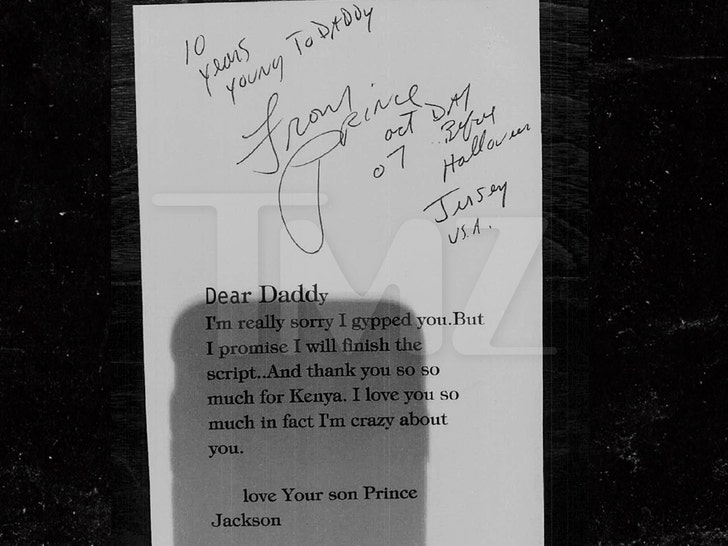 10
years
young To DADDy
From
PRINCE
oct DAY
07 Before
Halloween
Jersey
U.S.A.
TMZ
Dear Daddy
I'm really sorry I gypped you.But
I promise I will finish the
script..And thank you so so
much for Kenya. I love you so
much in fact I'm crazy about
you.
love Your son Prince
Jackson